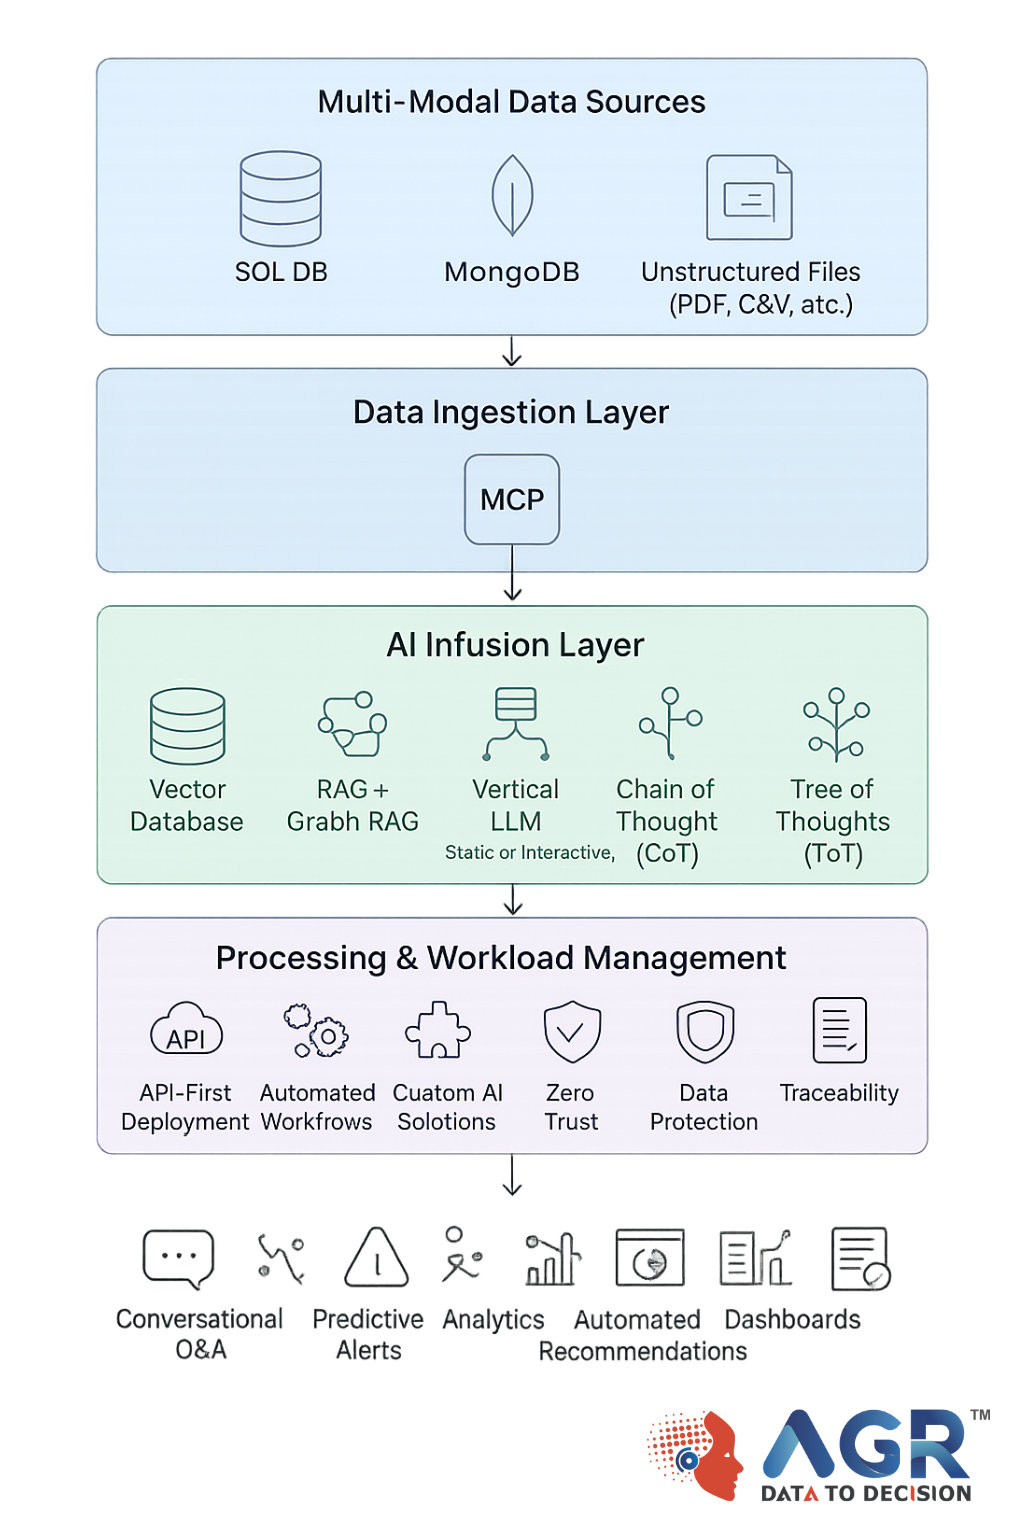 Multi-Modal Data Sources
SOL DB
MongoDB
Unstructured Files
(PDF, C&V, atc.)
Data Ingestion Layer
MCP
AI Infusion Layer
Vector
Database
RAG +
Grabh RAG
Vertical
LLM
Static or Interactive,
Chain of
Thought
(CoT)
Tree of
Thoughts
(ToT)
Processing & Workload Management
API
API-First
Deployment
Automated
Workfrows
Cuatom AI
Solotions
Zero
Trust
Data
Protection
Traceability
Conversational
O&A
Predictive
Alerts
Analytics
Automated
Recommendations
Dashboards
AGR TM
DATA TO DECISION